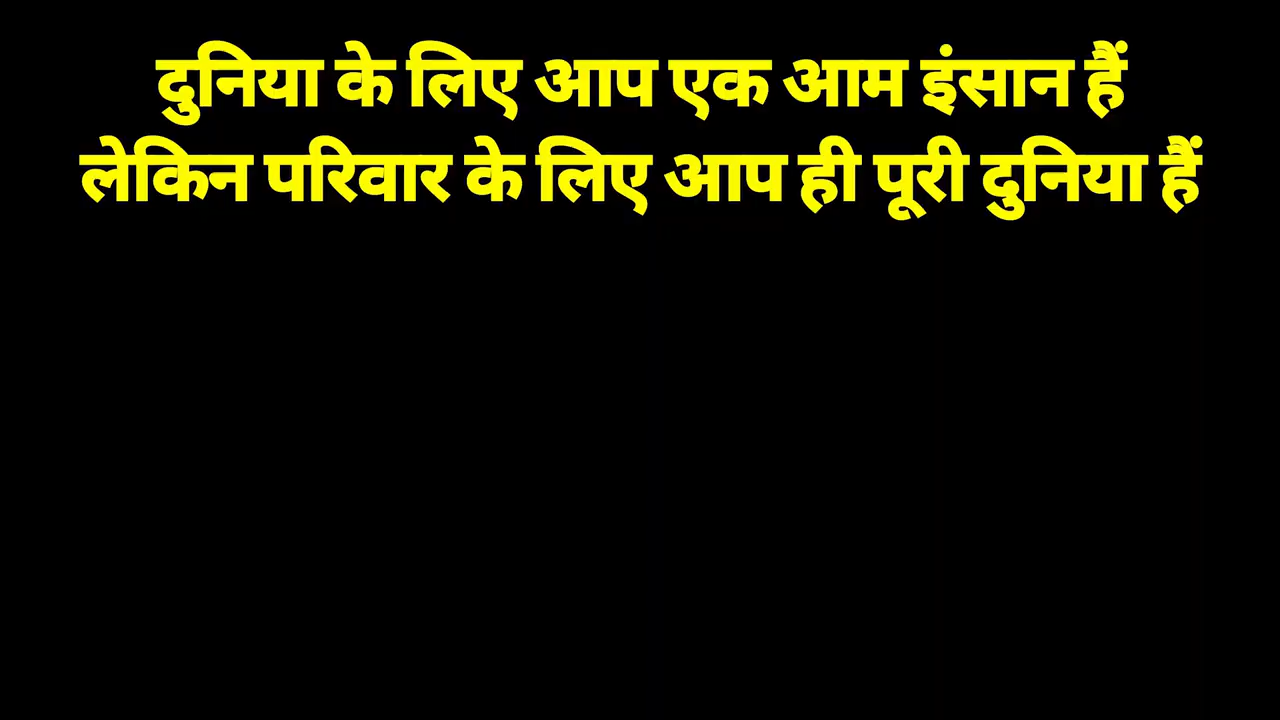 दुनिया के लिए आप एक आम इंसान हैं
लेकिन परिवार के लिए आप ही पूरी दुनिया हैं